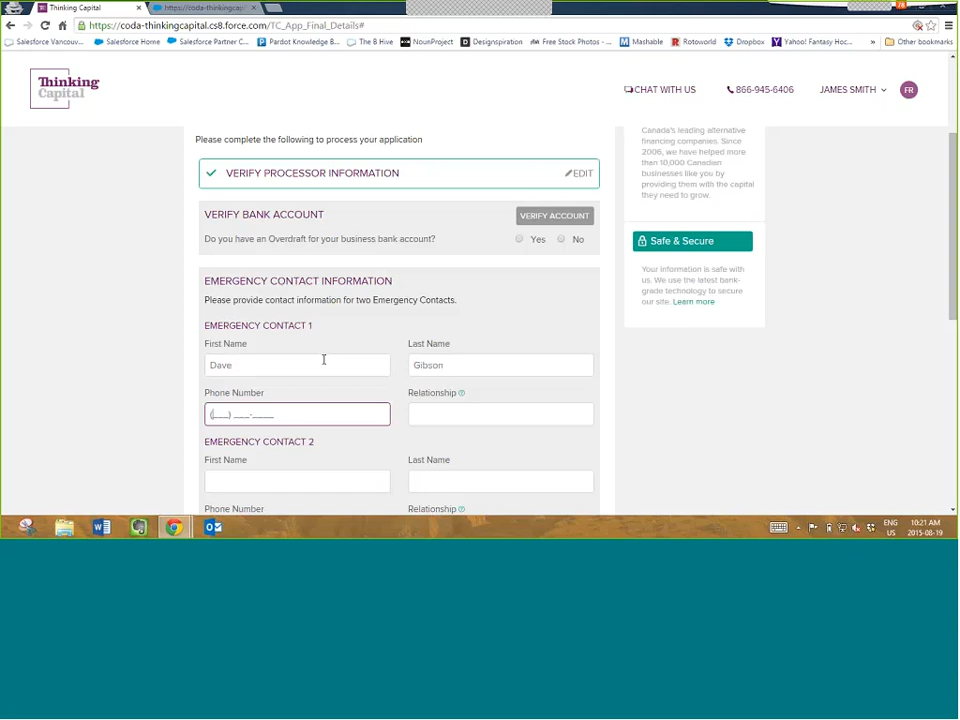 Thinking Capital
https://coda-thinkingcap
78
https://coda-thinkingcapital.cs8.force.com/TC_App_Final_Details#
Salesforce Vancouv...
Salesforce Home
Salesforce Partner C...
Pardot Knowledge B...
The B Hive
NounProject
Designspiration
Free Stock Photos - ...
Mashable
Rotoworld
Dropbox
Yahoo! Fantasy Hoc...
»
Other bookmarks
Thinking
Capital
CHAT WITH US
866-945-6406
JAMES SMITH
FR
Please complete the following to process your application
VERIFY PROCESSOR INFORMATION
EDIT
VERIFY BANK ACCOUNT
VERIFY ACCOUNT
Do you have an Overdraft for your business bank account?
Yes
No
EMERGENCY CONTACT INFORMATION
Please provide contact information for two Emergency Contacts.
EMERGENCY CONTACT 1
First Name
Last Name
Dave
Gibson
Phone Number
Relationship
(___) ___-____
EMERGENCY CONTACT 2
First Name
Last Name
Phone Number
Relationship
Canada's leading alternative
financing companies. Since
2006, we have helped more
than 10,000 Canadian
businesses like you by
providing them with the capital
they need to grow.
Safe & Secure
Your information is safe with
us. We use the latest bank-
grade technology to secure
our site. Learn more
ENG
US
10:21 AM
2015-08-19